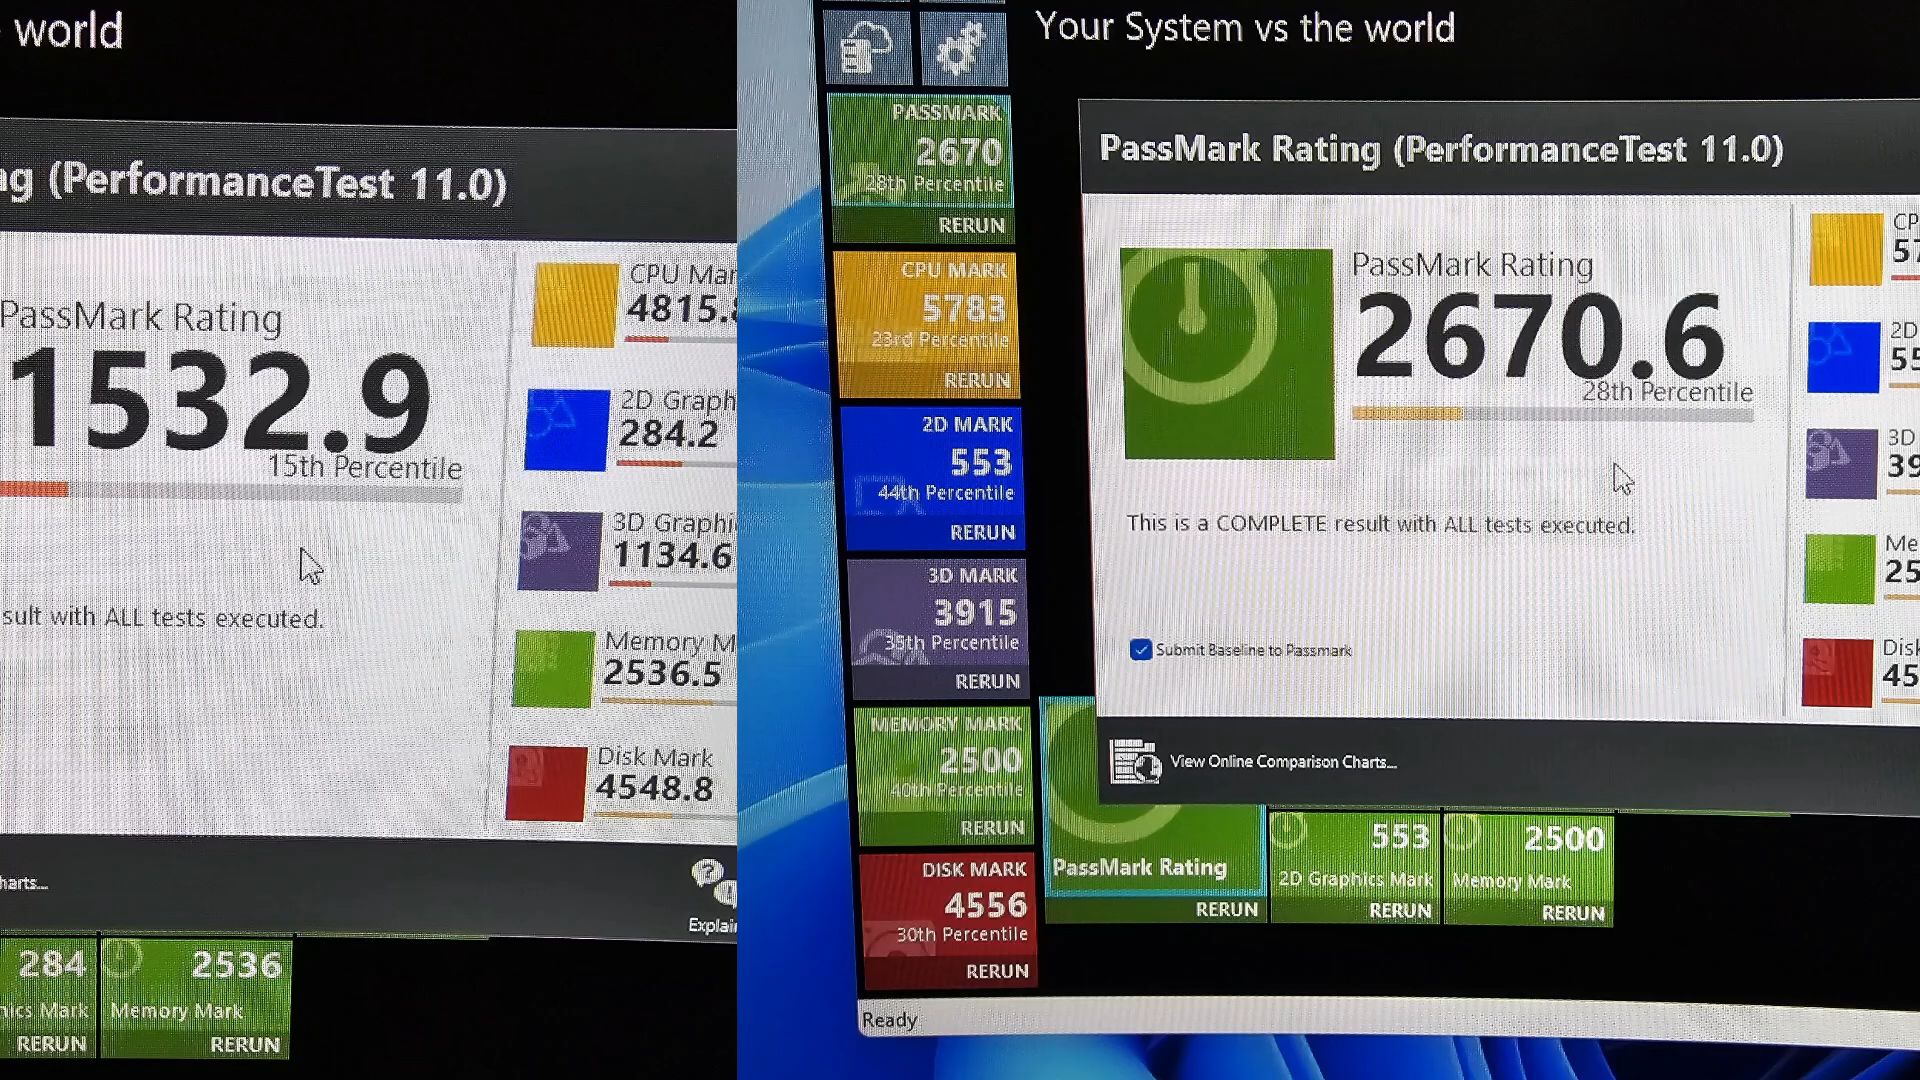 world
ng (PerformanceTest 11.0)
PassMark Rating
1532.9
15th Percentile
sult with ALL tests executed.
CPU Mar
4815.8
2D Graph
284.2
3D Graphi
1134.6
Memory M
2536.5
Disk Mark
4548.8
harts...
Explain
284
nics Mark
RERUN
2536
Memory Mark
RERUN
Your System vs the world
PASSMARK
2670
28th Percentile
RERUN
CPU MARK
5783
23rd Percentile
RERUN
2D MARK
553
44th Percentile
RERUN
3D MARK
3915
35th Percentile
RERUN
MEMORY MARK
2500
40th Percentile
RERUN
DISK MARK
4556
30th Percentile
RERUN
Ready
PassMark Rating (PerformanceTest 11.0)
PassMark Rating
2670.6
28th Percentile
This is a COMPLETE result with ALL tests executed.
Submit Baseline to Passmark
CP
57
2D
55
3D
39
Me
25
Disk
45
View Online Comparison Charts...
PassMark Rating
RERUN
553
2D Graphics Mark
RERUN
2500
Memory Mark
RERUN